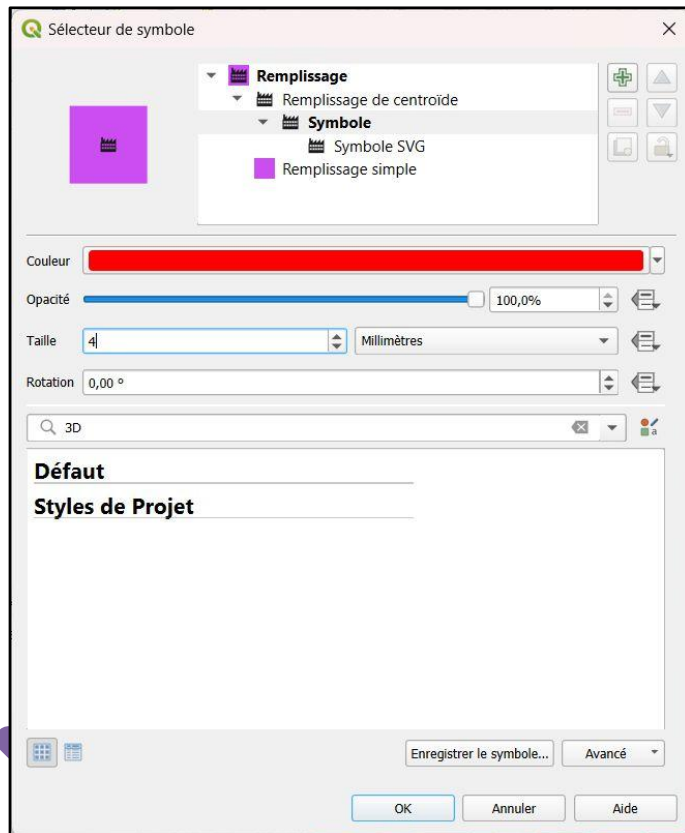 Sélecteur de symbole
Remplissage
Remplissage de centroïde
Symbole
Symbole SVG
Remplissage simple
Couleur
Opacité 100,0%
Taille 4 Millimètres
Rotation 0,00 °
3D
Défaut
Styles de Projet
Enregistrer le symbole... Avancé
OK Annuler Aide